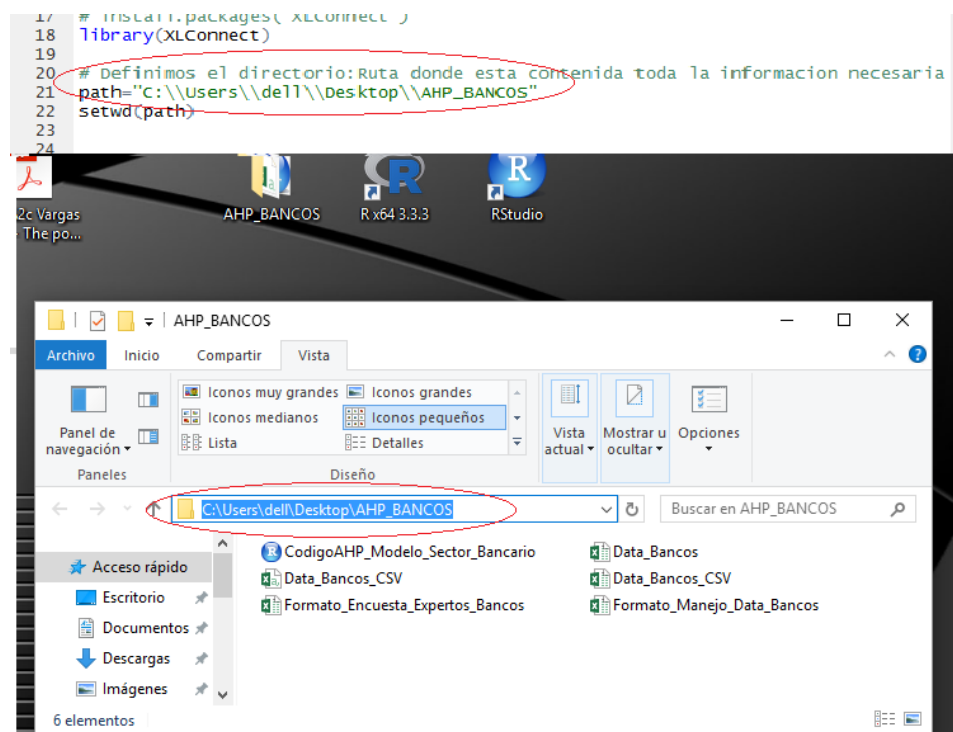 17 # install.packages("XLConnect")
18 library(XLConnect)
19
20 # Definimos el directorio:Ruta donde esta contenida toda la informacion necesaria
21 path="C:\\Users\\dell\\Desktop\\AHP_BANCOS"
22 setwd(path)
23
24
2c Vargas
The po...
AHP_BANCOS
R x64 3.3.3
R
RStudio
AHP_BANCOS
Archivo Inicio Compartir Vista
Panel de
navegación
Paneles
Iconos muy grandes Iconos grandes
Iconos medianos Iconos pequeños
Lista Detalles
Diseño
Vista
actual
Mostrar u
ocultar
Opciones
C:\Users\dell\Desktop\AHP_BANCOS
Buscar en AHP_BANCOS
Acceso rápido
Escritorio
Documentos
Descargas
Imágenes
CodigoAHP_Modelo_Sector_Bancario Data_Bancos
Data_Bancos_CSV Data_Bancos_CSV
Formato_Encuesta_Expertos_Bancos Formato_Manejo_Data_Bancos
6 elementos